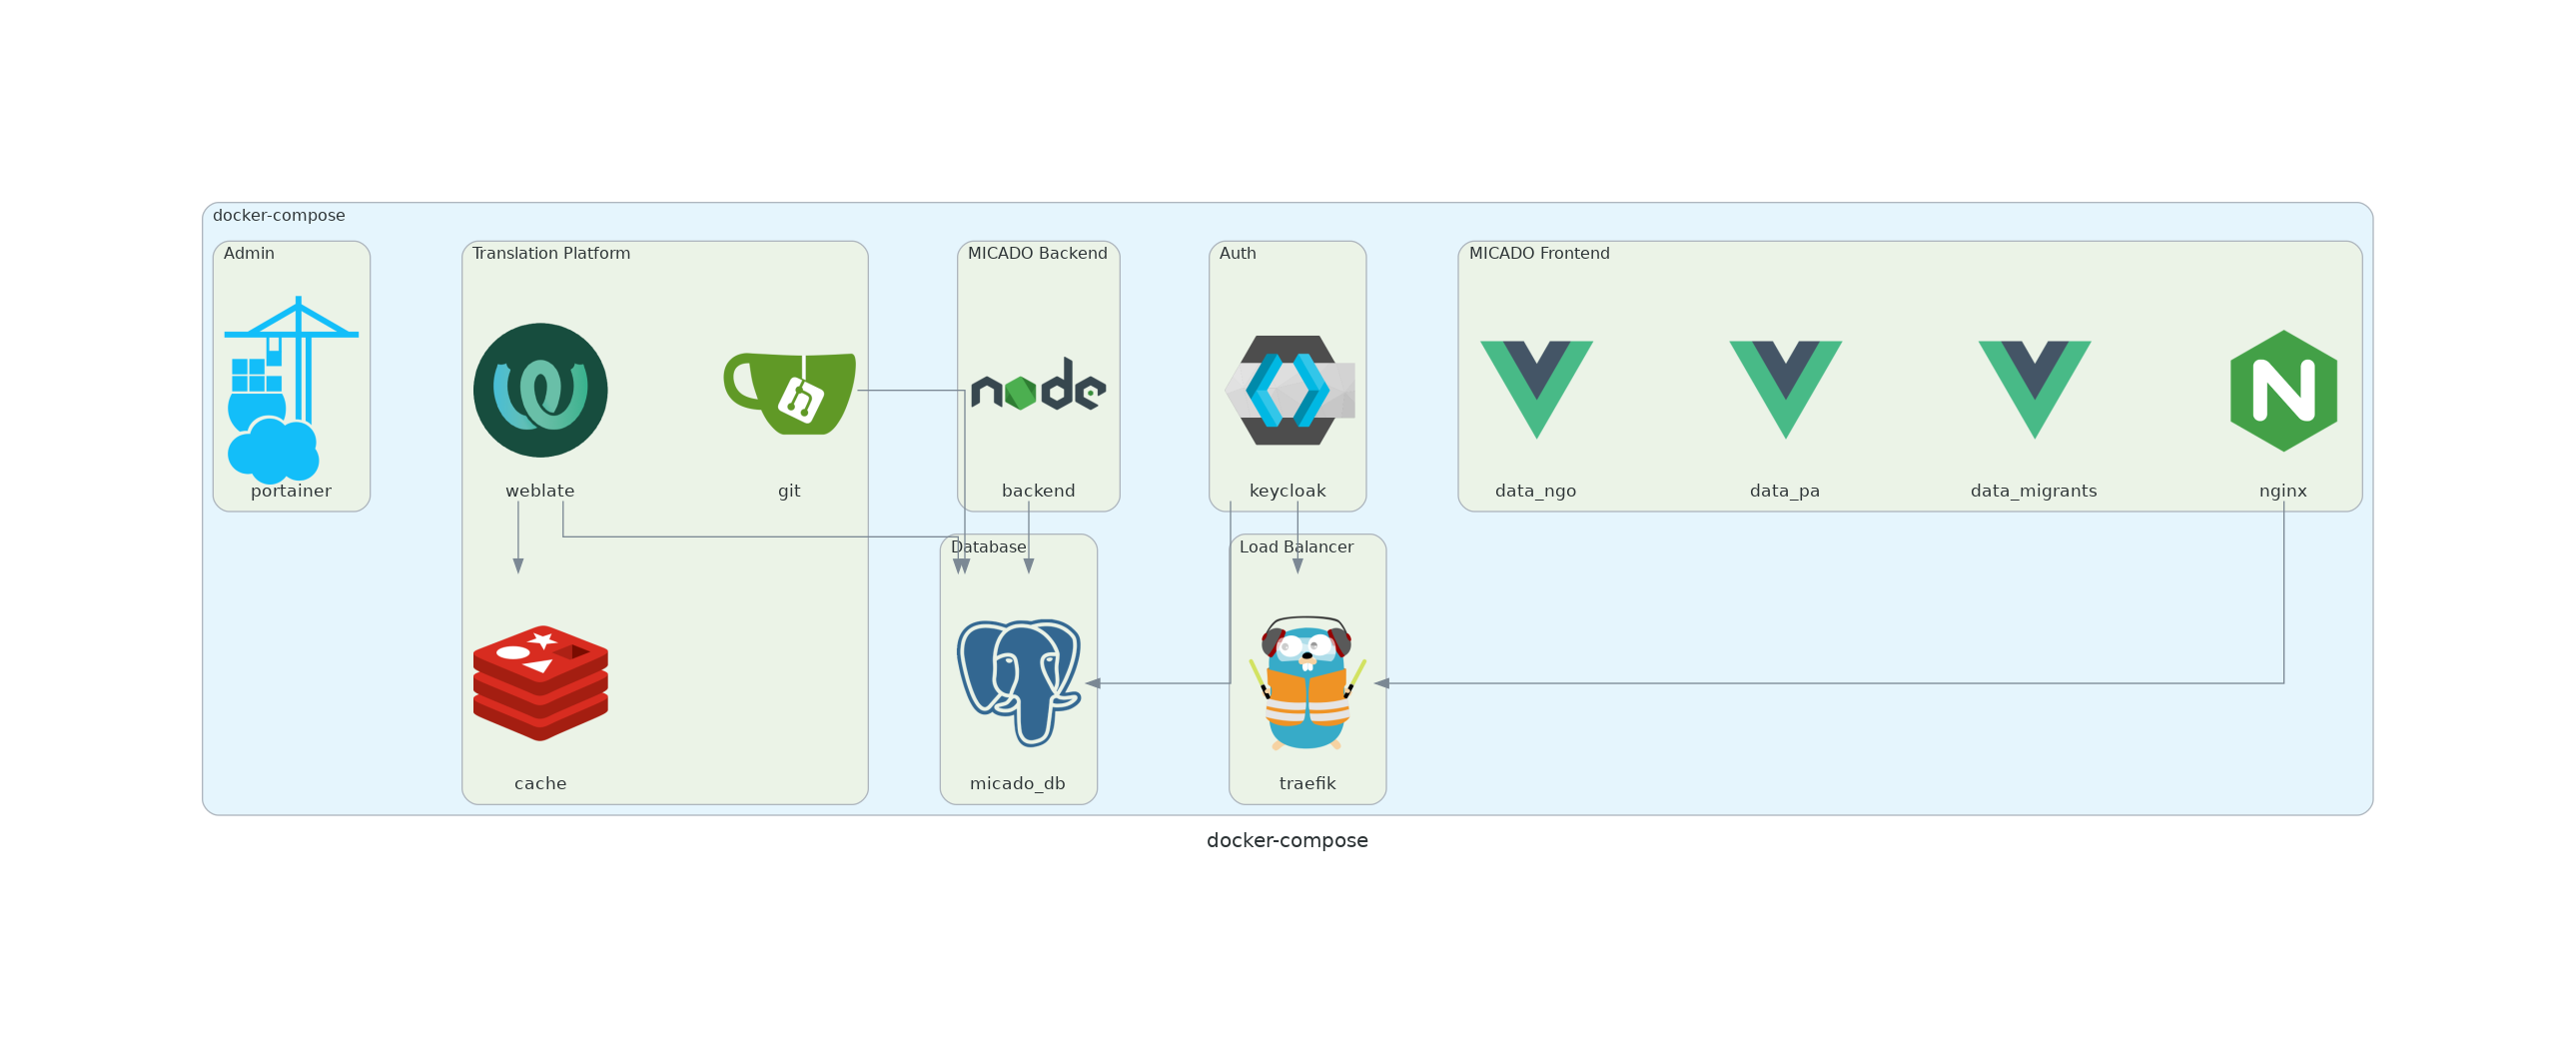 docker-compose
Admin
Translation Platform
MICADO Backend
Auth
MICADO Frontend
node
portainer
weblate
git
backend
keycloak
data_ngo
data_pa
data_migrants
nginx
Database
Load Balancer
cache
micado_db
traefik
docker-compose